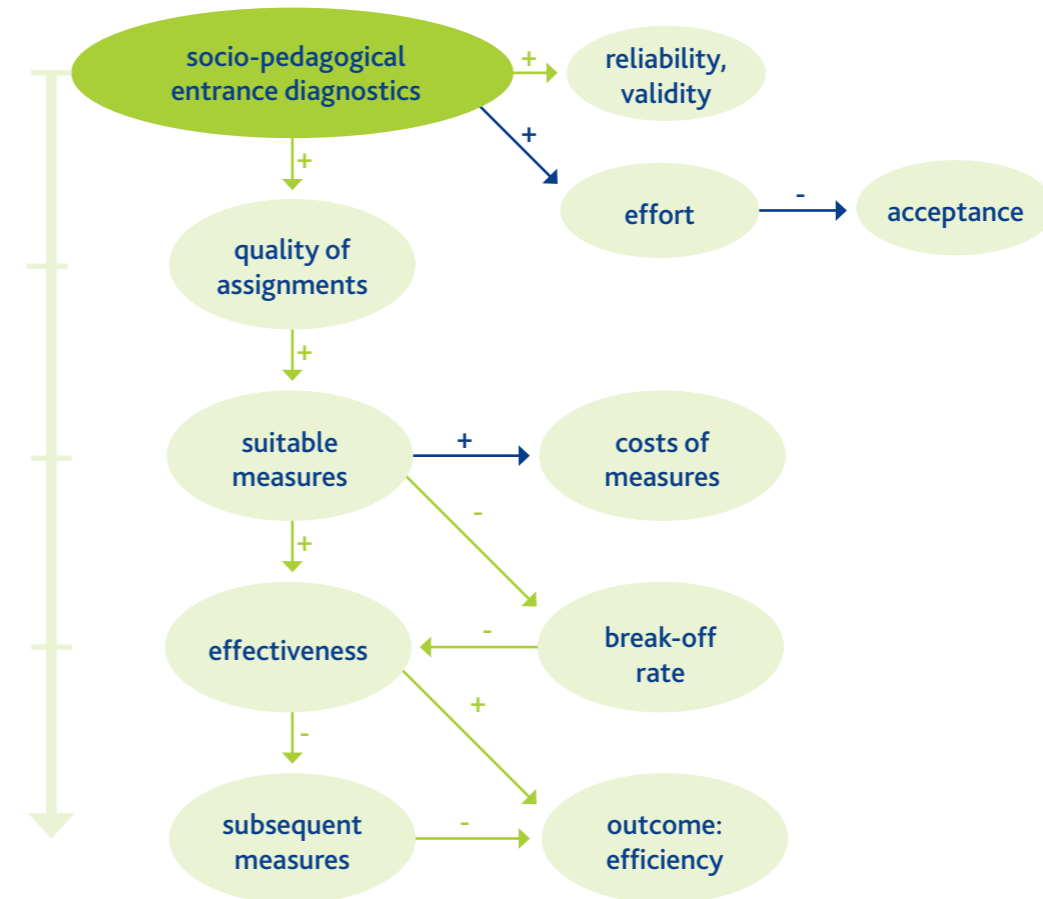 socio-pedagogical
entrance diagnostics
+
reliability,
validity
+
+
effort
-
acceptance
quality of
assignments
+
suitable
measures
+
costs of
measures
-
+
effectiveness
-
break-off
rate
+
-
subsequent
measures
-
outcome:
efficiency